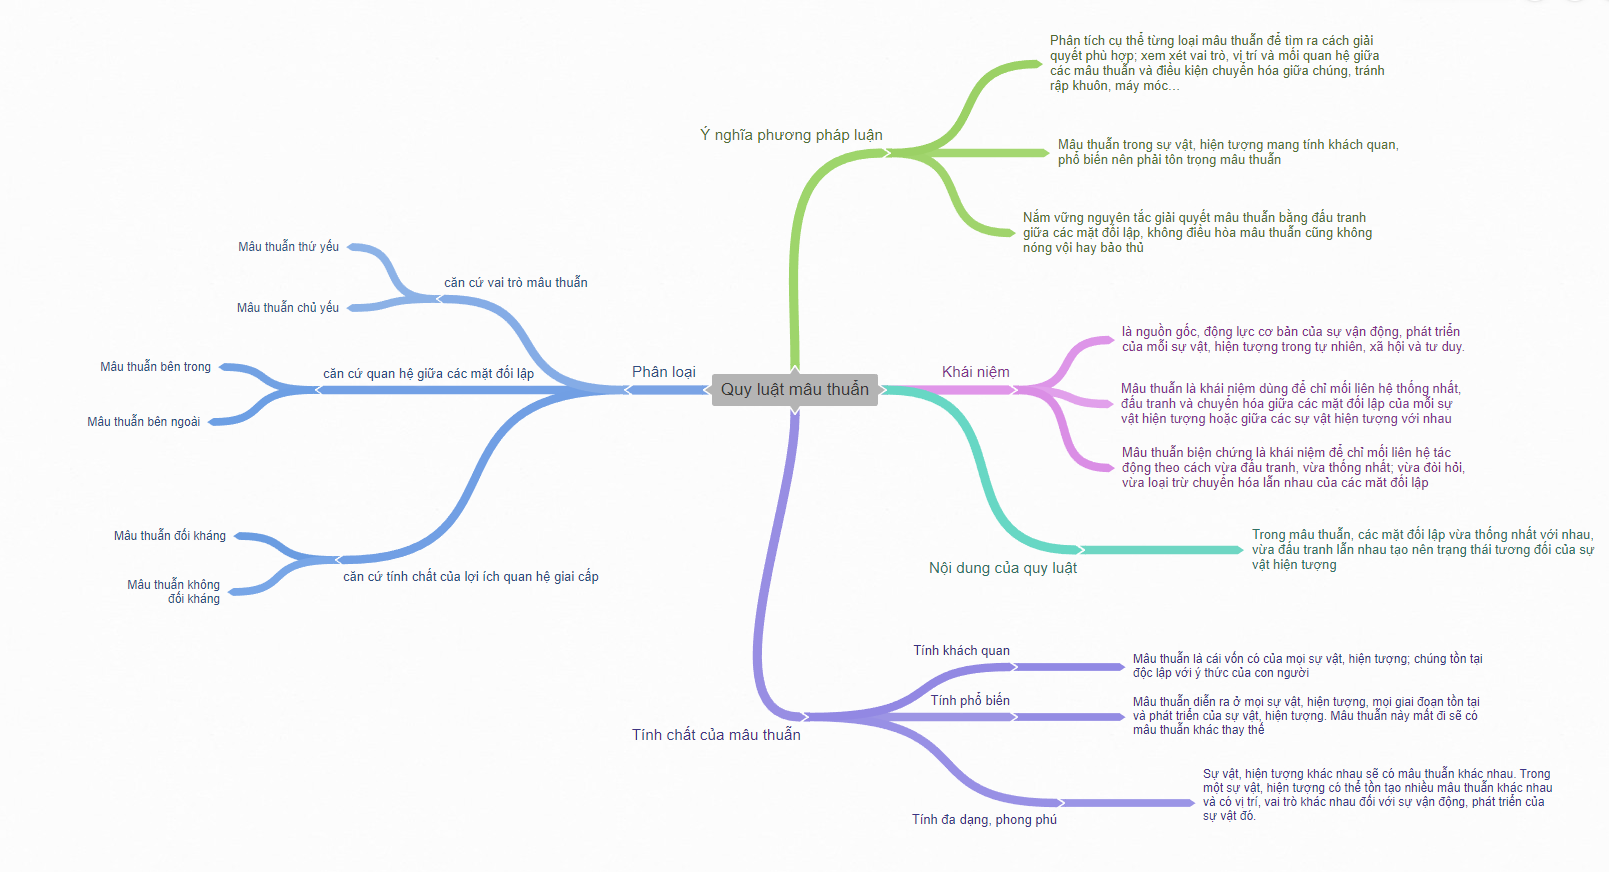 Phân tích cụ thể từng loại mâu thuẫn để tìm ra cách giải
quyết phù hợp; xem xét vai trò, vị trí và mối quan hệ giữa
các mâu thuẫn và điều kiện chuyển hóa giữa chúng, tránh
rập khuôn, máy móc...
Ý nghĩa phương pháp luận
Mâu thuẫn trong sự vật, hiện tượng mang tính khách quan,
phổ biến nên phải tôn trọng mâu thuẫn
Nắm vững nguyên tắc giải quyết mâu thuẫn bằng đấu tranh
giữa các mặt đối lập, không điều hòa mâu thuẫn cũng không
nóng vội hay bảo thủ
Mâu thuẫn thứ yếu
căn cứ vai trò mâu thuẫn
Mâu thuẫn chủ yếu
Mâu thuẫn bên trong
căn cứ quan hệ giữa các mặt đối lập
Mâu thuẫn bên ngoài
Phân loại
Mâu thuẫn đối kháng
căn cứ tính chất của lợi ích quan hệ giai cấp
Mâu thuẫn không
đối kháng
Quy luật mâu thuẫn
Khái niệm
là nguồn gốc, động lực cơ bản của sự vận động, phát triển
của mỗi sự vật, hiện tượng trong tự nhiên, xã hội và tư duy.
Mâu thuẫn là khái niệm dùng để chỉ mối liên hệ thống nhất,
đấu tranh và chuyển hóa giữa các mặt đối lập của mỗi sự
vật hiện tượng hoặc giữa các sự vật hiện tượng với nhau
Mâu thuẫn biện chứng là khái niệm để chỉ mối liên hệ tác
động theo cách vừa đấu tranh, vừa thống nhất; vừa đòi hỏi,
vừa loại trừ chuyển hóa lẫn nhau của các măt đối lập
Nội dung của quy luật
Trong mâu thuẫn, các mặt đối lập vừa thống nhất với nhau,
vừa đấu tranh lẫn nhau tạo nên trạng thái tương đối của sự
vật hiện tượng
Tính chất của mâu thuẫn
Tính khách quan
Mâu thuẫn là cái vốn có của mọi sự vật, hiện tượng; chúng tồn tại
độc lập với ý thức của con người
Tính phổ biến
Mâu thuẫn diễn ra ở mọi sự vật, hiện tượng, mọi giai đoạn tồn tại
và phát triển của sự vật, hiện tượng. Mâu thuẫn này mất đi sẽ có
mâu thuẫn khác thay thế
Tính đa dạng, phong phú
Sự vật, hiện tượng khác nhau sẽ có mâu thuẫn khác nhau. Trong
một sự vật, hiện tượng có thể tồn tạo nhiều mâu thuẫn khác nhau
và có vị trí, vai trò khác nhau đối với sự vận động, phát triển của
sự vật đó.